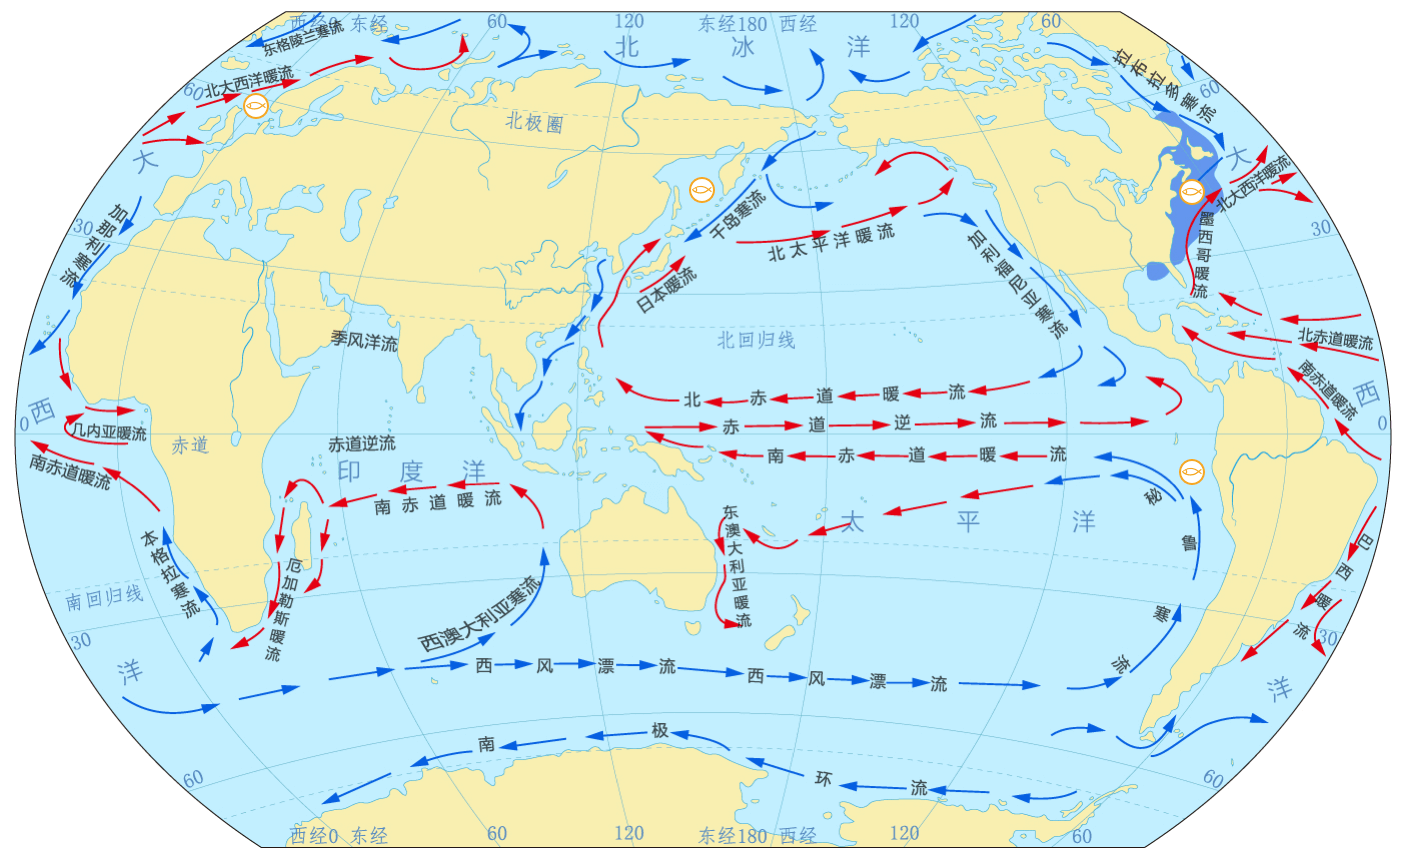 西经0 东经
60
120
东经180 西经
120
60
东格陵兰寒流
北冰洋
拉布拉多寒流
60
60
北大西洋暖流
北极圈
大
大
北大西洋暖流
加那利寒流
30
30
千岛寒流
北太平洋暖流
加利福尼亚寒流
墨西哥暖流
日本暖流
季风洋流
北回归线
北赤道暖流
南赤道暖流
西
西
北赤道暖流
0
0
几内亚暖流
赤道
赤道逆流
赤道逆流
南赤道暖流
南赤道暖流
印度洋
南赤道暖流
太平洋
秘鲁寒流
东澳大利亚暖流
本格拉寒流
厄加勒斯暖流
西澳大利亚寒流
巴西暖流
南回归线
30
30
洋
洋
西风漂流
西风漂流
南极环流
60
60
西经0 东经
60
120
东经180 西经
120
60